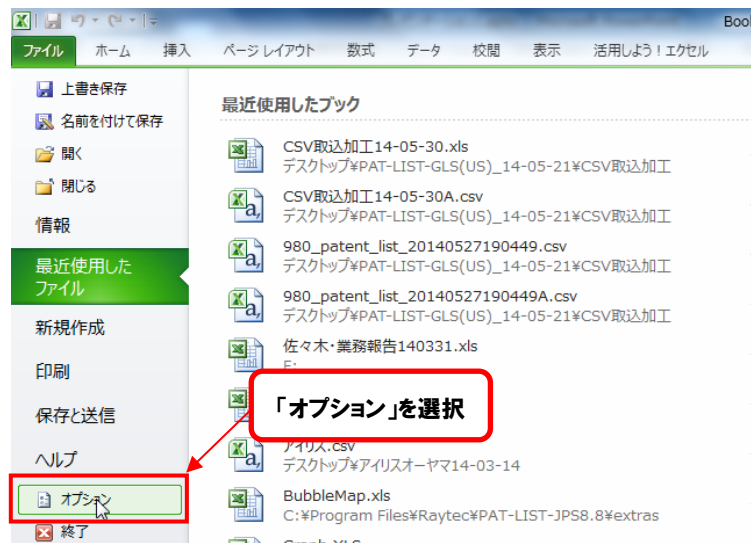 Boo
ファイル ホーム 挿入 ページ レイアウト 数式 データ 校閲 表示 活用しよう！エクセル
上書き保存
名前を付けて保存
開く
閉じる
情報
最近使用した
ファイル
新規作成
印刷
保存と送信
ヘルプ
オプション
終了
最近使用したブック
CSV取込加工14-05-30.xls
デスクトップ¥PAT-LIST-GLS(US)_14-05-21¥CSV取込加工
CSV取込加工14-05-30A.csv
デスクトップ¥PAT-LIST-GLS(US)_14-05-21¥CSV取込加工
980_patent_list_20140527190449.csv
デスクトップ¥PAT-LIST-GLS(US)_14-05-21¥CSV取込加工
980_patent_list_20140527190449A.csv
デスクトップ¥PAT-LIST-GLS(US)_14-05-21¥CSV取込加工
佐々木・業務報告140331.xls
「オプション」を選択
アイリス.csv
デスクトップ¥アイリスオーヤマ14-03-14
BubbleMap.xls
C:¥Program Files¥Raytec¥PAT-LIST-JPS8.8¥extras